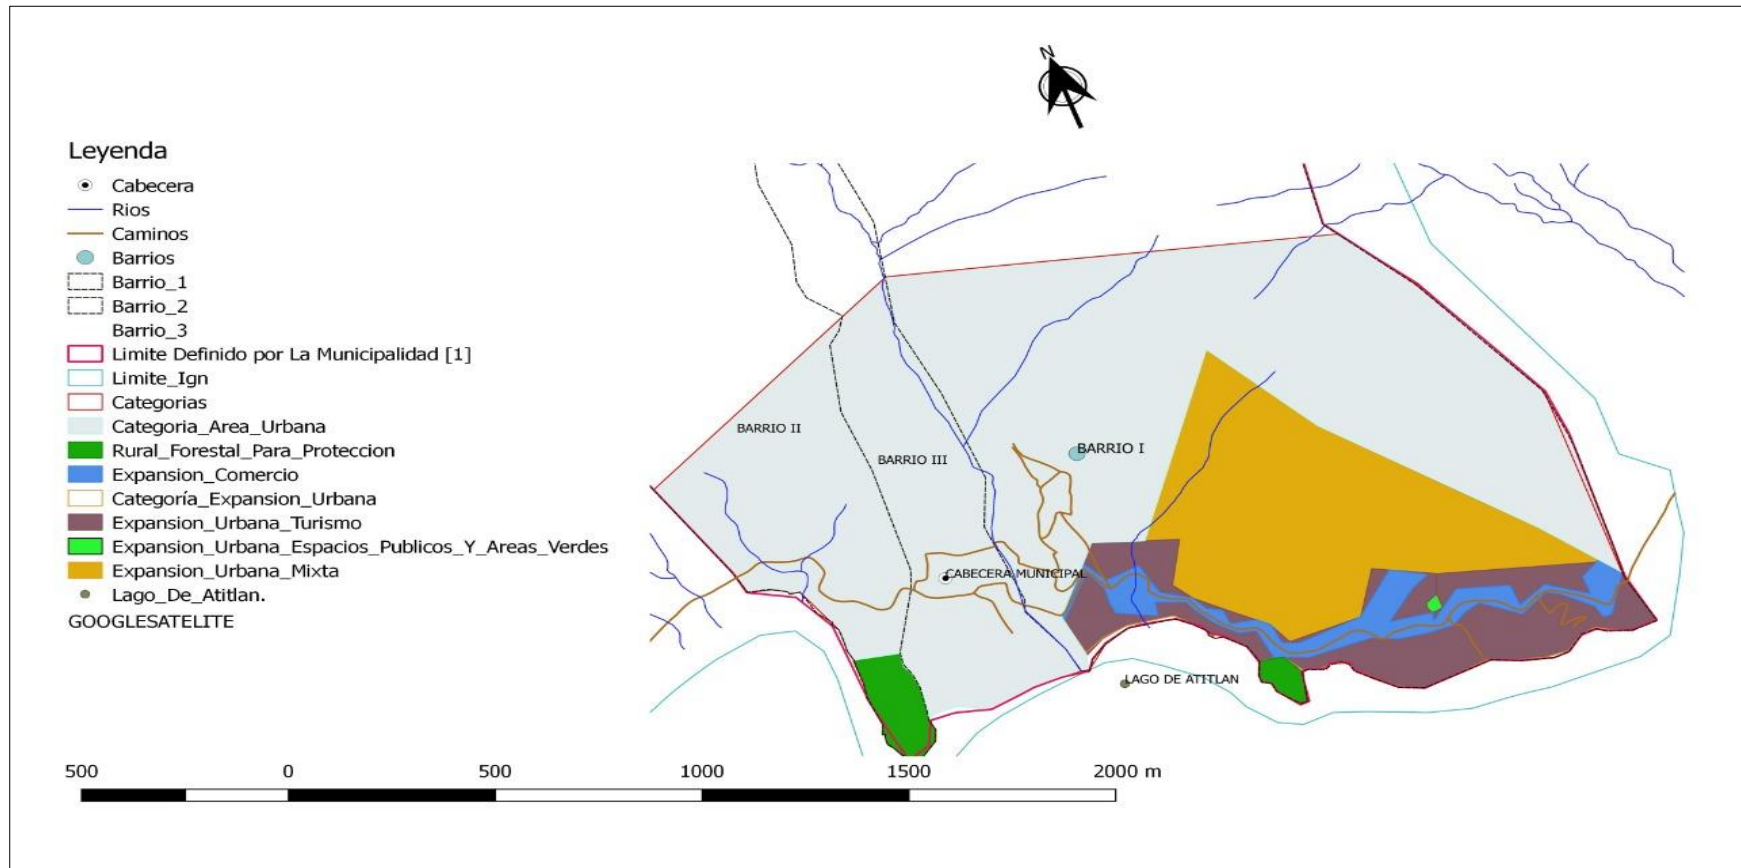 N
Leyenda
Cabecera
Rios
Caminos
Barrios
Barrio_1
Barrio_2
Barrio_3
Limite Definido por La Municipalidad [1]
Limite_Ign
Categorias
Categoria_Area_Urbana
Rural_Forestal_Para_Proteccion
Expansion_Comercio
Categoría_Expansion_Urbana
Expansion_Urbana_Turismo
Expansion_Urbana_Espacios_Publicos_Y_Areas_Verdes
Expansion_Urbana_Mixta
Lago_De_Atitlan.
GOOGLESATELITE
BARRIO II
BARRIO III
BARRIO I
CABECERA MUNICIPAL
LAGO DE ATITLAN
500 0 500 1000 1500 2000 m